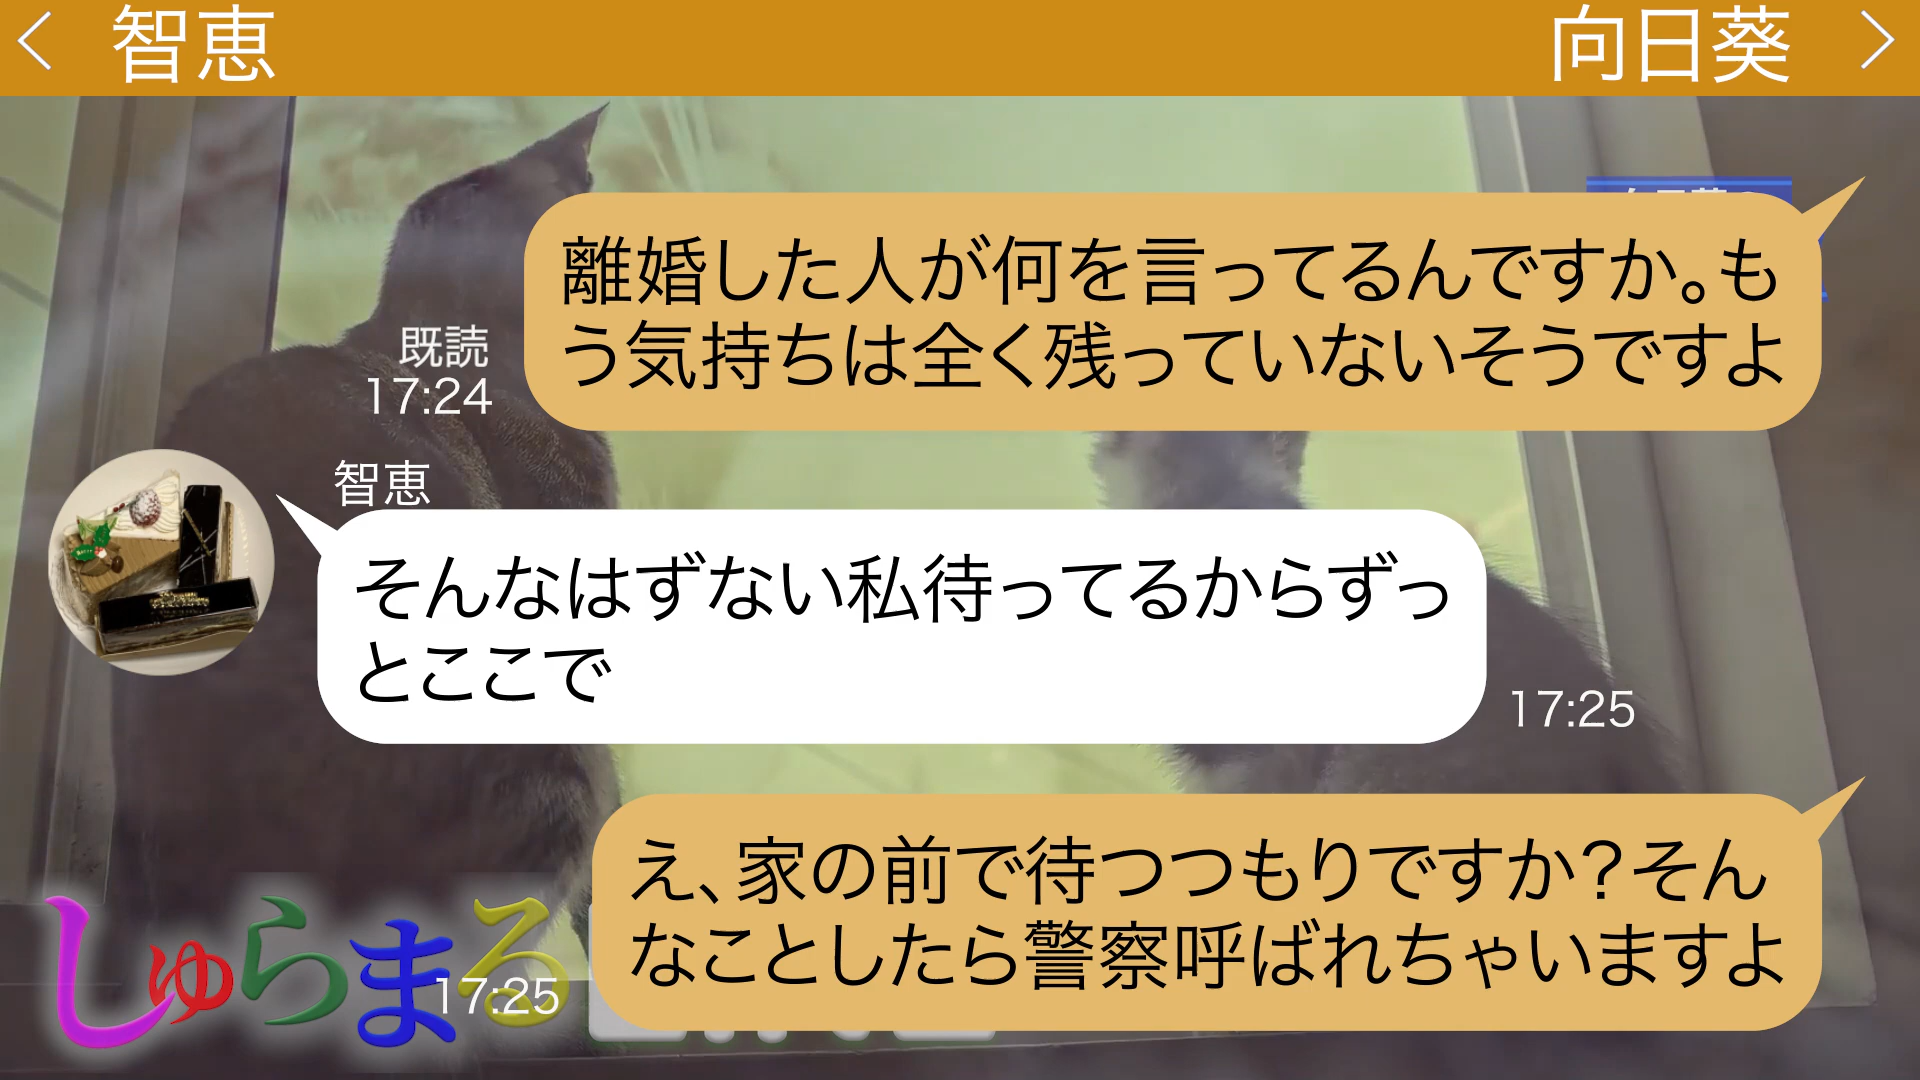 智恵
向日葵
離婚した人が何を言ってるんですか。も
う気持ちは全く残っていないそうですよ
既読
17:24
智恵
そんなはずない私待ってるからずっ
とここで
17:25
え、家の前で待つつもりですか？そん
なことしたら警察呼ばれちゃいますよ
17:25
しゅらまる